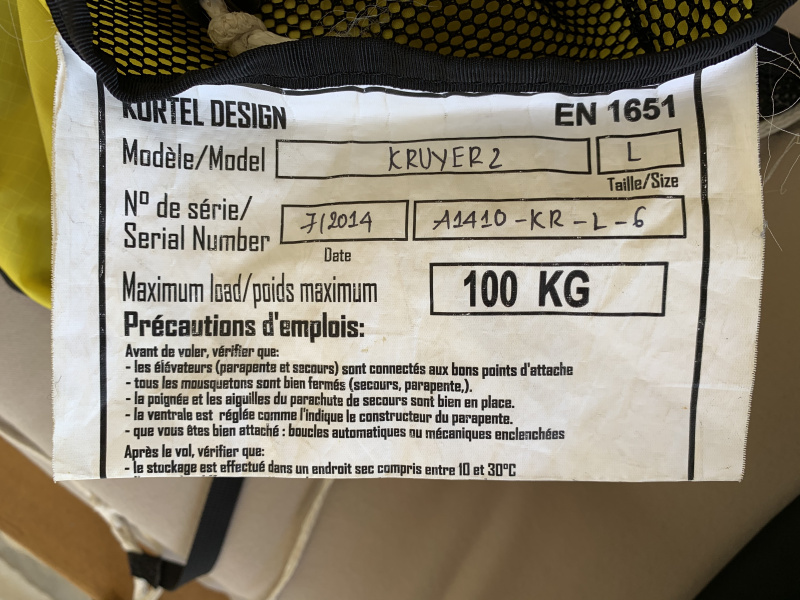 KORTEL DESIGN EN 1651
Modèle/Model KRUYER 2 L
Taille/Size
Nº de série/ 7/2014 A1410-KR-L-6
Serial Number
Date
Maximum load/poids maximum 100 KG
Précautions d'emplois:
Avant de voler, vérifier que:
- les élévateurs (parapente et secours) sont connectés aux bons points d'attache
- tous les mousquetons sont bien fermés (secours, parapente,).
- la poignée et les aiguilles du parachute de secours sont bien en place.
- la ventrale est réglée comme l'indique le constructeur du parapente.
- que vous êtes bien attaché : boucles automatiques ou mécaniques enclenchées
Après le vol, vérifier que:
- le stockage est effectué dans un endroit sec compris entre 10 et 30°C